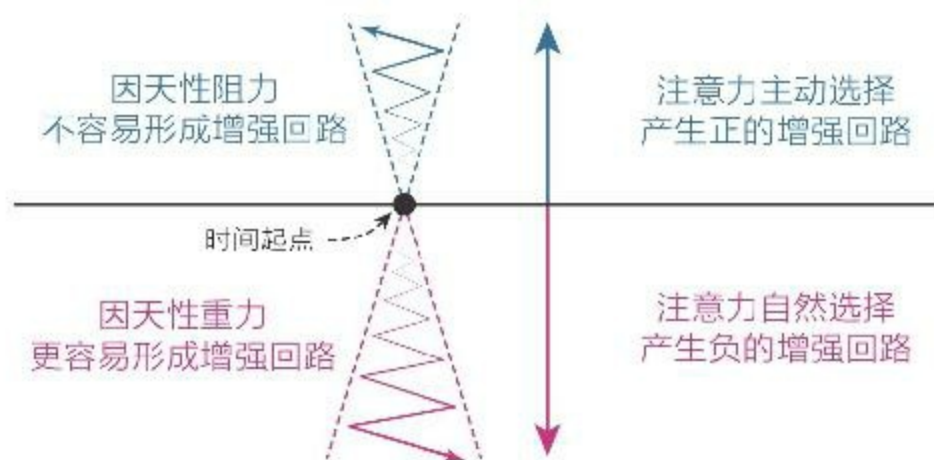 因天性阻力
不容易形成增强回路
注意力主动选择
产生正的增强回路
时间起点
因天性重力
更容易形成增强回路
注意力自然选择
产生负的增强回路